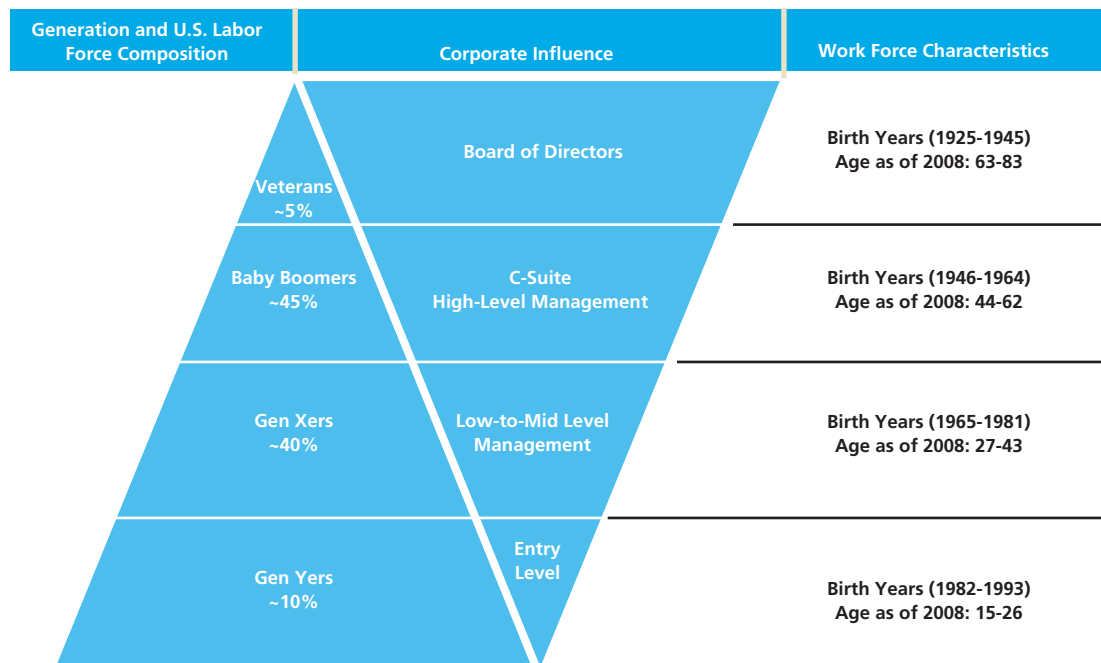 Generation and U.S. Labor
Force Composition
Corporate Influence
Work Force Characteristics
Veterans
~5%
Board of Directors
Birth Years (1925-1945)
Age as of 2008: 63-83
Baby Boomers
~45%
C-Suite
High-Level Management
Birth Years (1946-1964)
Age as of 2008: 44-62
Gen Xers
~40%
Low-to-Mid Level
Management
Birth Years (1965-1981)
Age as of 2008: 27-43
Gen Yers
~10%
Entry
Level
Birth Years (1982-1993)
Age as of 2008: 15-26